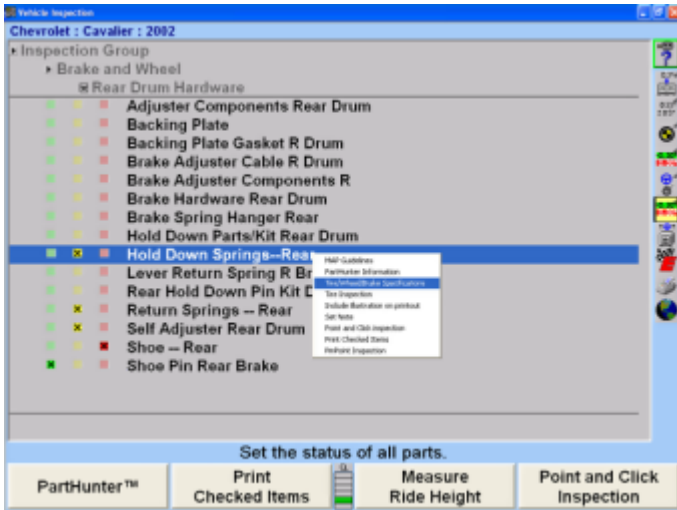 Vehicle Inspection
Chevrolet : Cavalier : 2002
Inspection Group
Brake and Wheel
Rear Drum Hardware
Adjuster Components Rear Drum
Backing Plate
Backing Plate Gasket R Drum
Brake Adjuster Cable R Drum
Brake Adjuster Components R
Brake Hardware Rear Drum
Brake Spring Hanger Rear
Hold Down Parts/Kit Rear Drum
Hold Down Springs--Rear
Lever Return Spring R Br
Rear Hold Down Pin Kit D
Return Springs -- Rear
Self Adjuster Rear Drum
Shoe -- Rear
Shoe Pin Rear Brake
MAP Guidelines
PartHunter Information
Tire/Wheel/Brake Specifications
Tire Inspection
Include illustration on printout
Set Note
Point and Click Inspection
Print Checked Items
PinPoint Inspection
Set the status of all parts.
PartHunter™
Print
Checked Items
Measure
Ride Height
Point and Click
Inspection